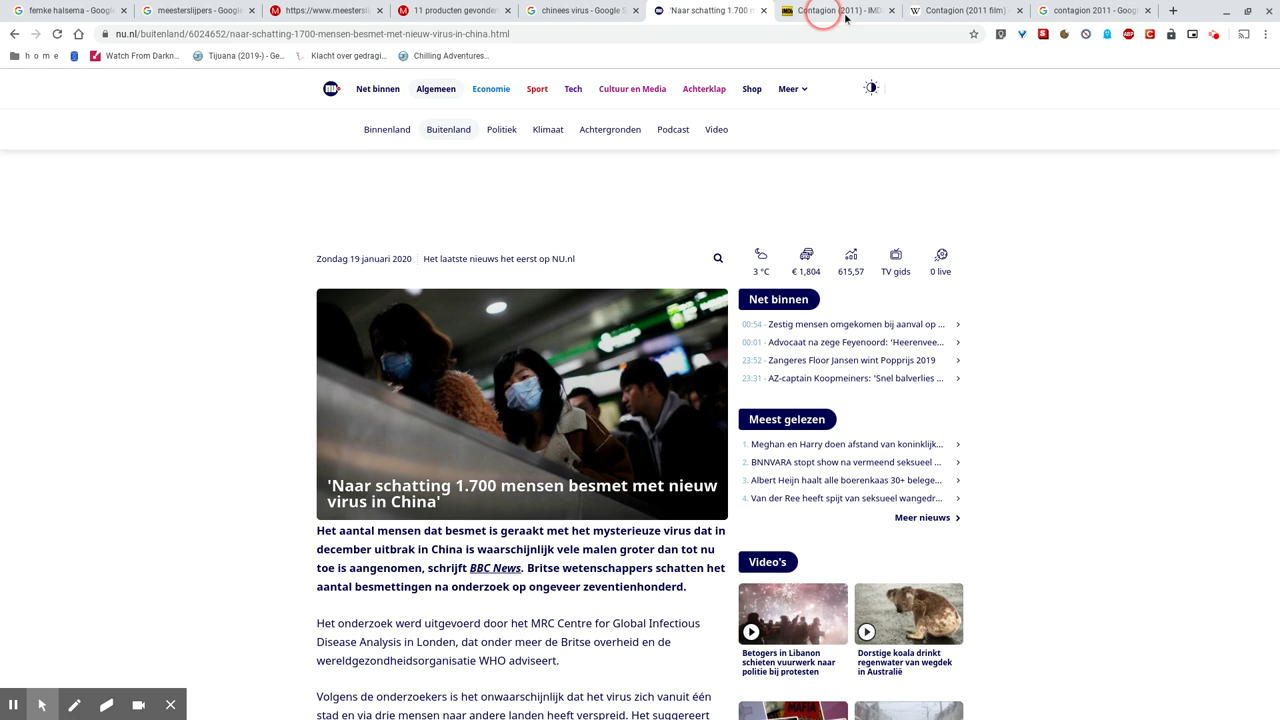 femke halsema - Google
meesterslijpers - Google
https://www.meesterslij
11 producten gevonden
chinees virus - Google S
'Naar schatting 1.700 m
Contagion (2011) - IMD
Contagion (2011 film)
contagion 2011 - Goog
nu.nl/buitenland/6024652/naar-schatting-1700-mensen-besmet-met-nieuw-virus-in-china.html
h o m e
Watch From Darkn...
Tijuana (2019-) - Ge...
Klacht over gedragi...
Chilling Adventures...
NU
Net binnen
Algemeen
Economie
Sport
Tech
Cultuur en Media
Achterklap
Shop
Meer
Binnenland
Buitenland
Politiek
Klimaat
Achtergronden
Podcast
Video
Zondag 19 januari 2020
Het laatste nieuws het eerst op NU.nl
3 °C
€ 1,804
615,57
TV gids
0 live
'Naar schatting 1.700 mensen besmet met nieuw
virus in China'
Het aantal mensen dat besmet is geraakt met het mysterieuze virus dat in
december uitbrak in China is waarschijnlijk vele malen groter dan tot nu
toe is aangenomen, schrijft BBC News. Britse wetenschappers schatten het
aantal besmettingen na onderzoek op ongeveer zeventienhonderd.
Het onderzoek werd uitgevoerd door het MRC Centre for Global Infectious
Disease Analysis in Londen, dat onder meer de Britse overheid en de
wereldgezondheidsorganisatie WHO adviseert.
Volgens de onderzoekers is het onwaarschijnlijk dat het virus zich vanuit één
stad en via drie mensen naar andere landen heeft verspreid. Het suggereert
Net binnen
00:54 - Zestig mensen omgekomen bij aanval op ...
00:01 - Advocaat na zege Feyenoord: 'Heerenvee...
23:52 - Zangeres Floor Jansen wint Popprijs 2019
23:31 - AZ-captain Koopmeiners: 'Snel balverlies ...
Meest gelezen
1. Meghan en Harry doen afstand van koninklijk...
2. BNNVARA stopt show na vermeend seksueel ...
3. Albert Heijn haalt alle boerenkaas 30+ belege...
4. Van der Ree heeft spijt van seksueel wangedr...
Meer nieuws
Video's
Betogers in Libanon
schieten vuurwerk naar
politie bij protesten
Dorstige koala drinkt
regenwater van wegdek
in Australië
MAFIA